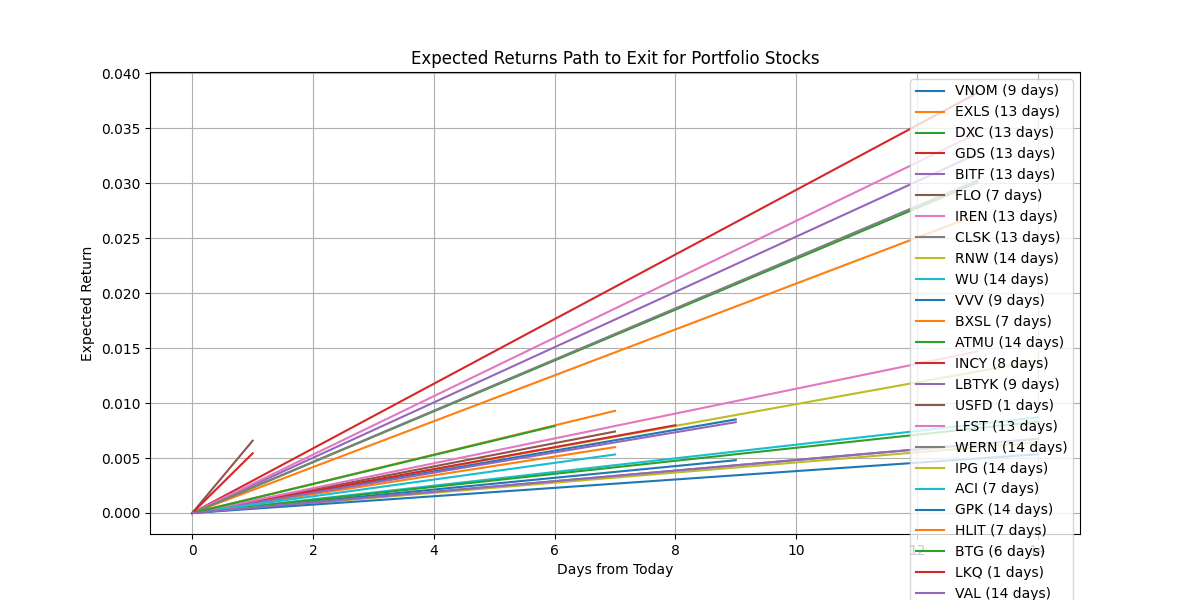 Expected Returns Path to Exit for Portfolio Stocks
Expected Return
0.040
0.035
0.030
0.025
0.020
0.015
0.010
0.005
0.000
0
2
4
6
8
10
12
Days from Today
VNOM (9 days)
EXLS (13 days)
DXC (13 days)
GDS (13 days)
BITF (13 days)
FLO (7 days)
IREN (13 days)
CLSK (13 days)
RNW (14 days)
WU (14 days)
VVV (9 days)
BXSL (7 days)
ATMU (14 days)
INCY (8 days)
LBTYK (9 days)
USFD (1 days)
LFST (13 days)
WERN (14 days)
IPG (14 days)
ACI (7 days)
GPK (14 days)
HLIT (7 days)
BTG (6 days)
LKQ (1 days)
VAL (14 days)